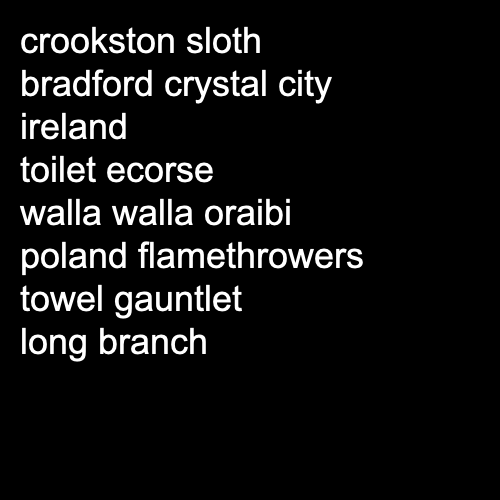 crookston sloth
bradford crystal city
ireland
toilet ecorse
walla walla oraibi
poland flamethrowers
towel gauntlet
long branch